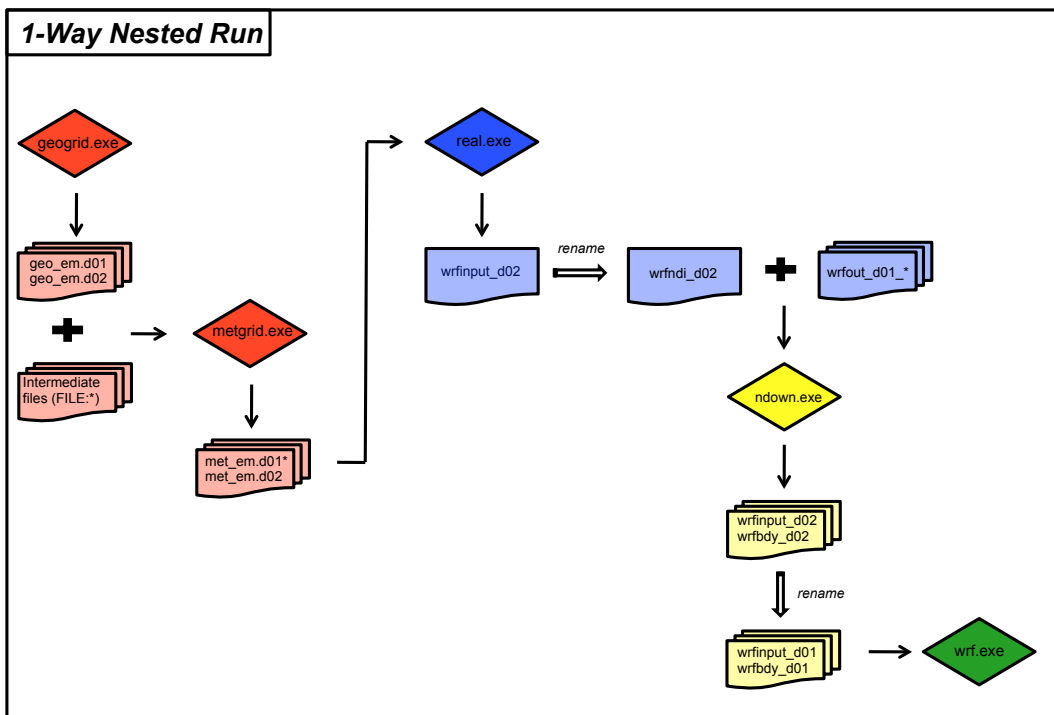 1-Way Nested Run
geogrid.exe
geo_em.d01
geo_em.d02
Intermediate
files (FILE:*)
metgrid.exe
met_em.d01*
met_em.d02
real.exe
wrfinput_d02
rename
wrfndi_d02
wrfout_d01_*
ndown.exe
wrfinput_d02
wrfbdy_d02
rename
wrfinput_d01
wrfbdy_d01
wrf.exe